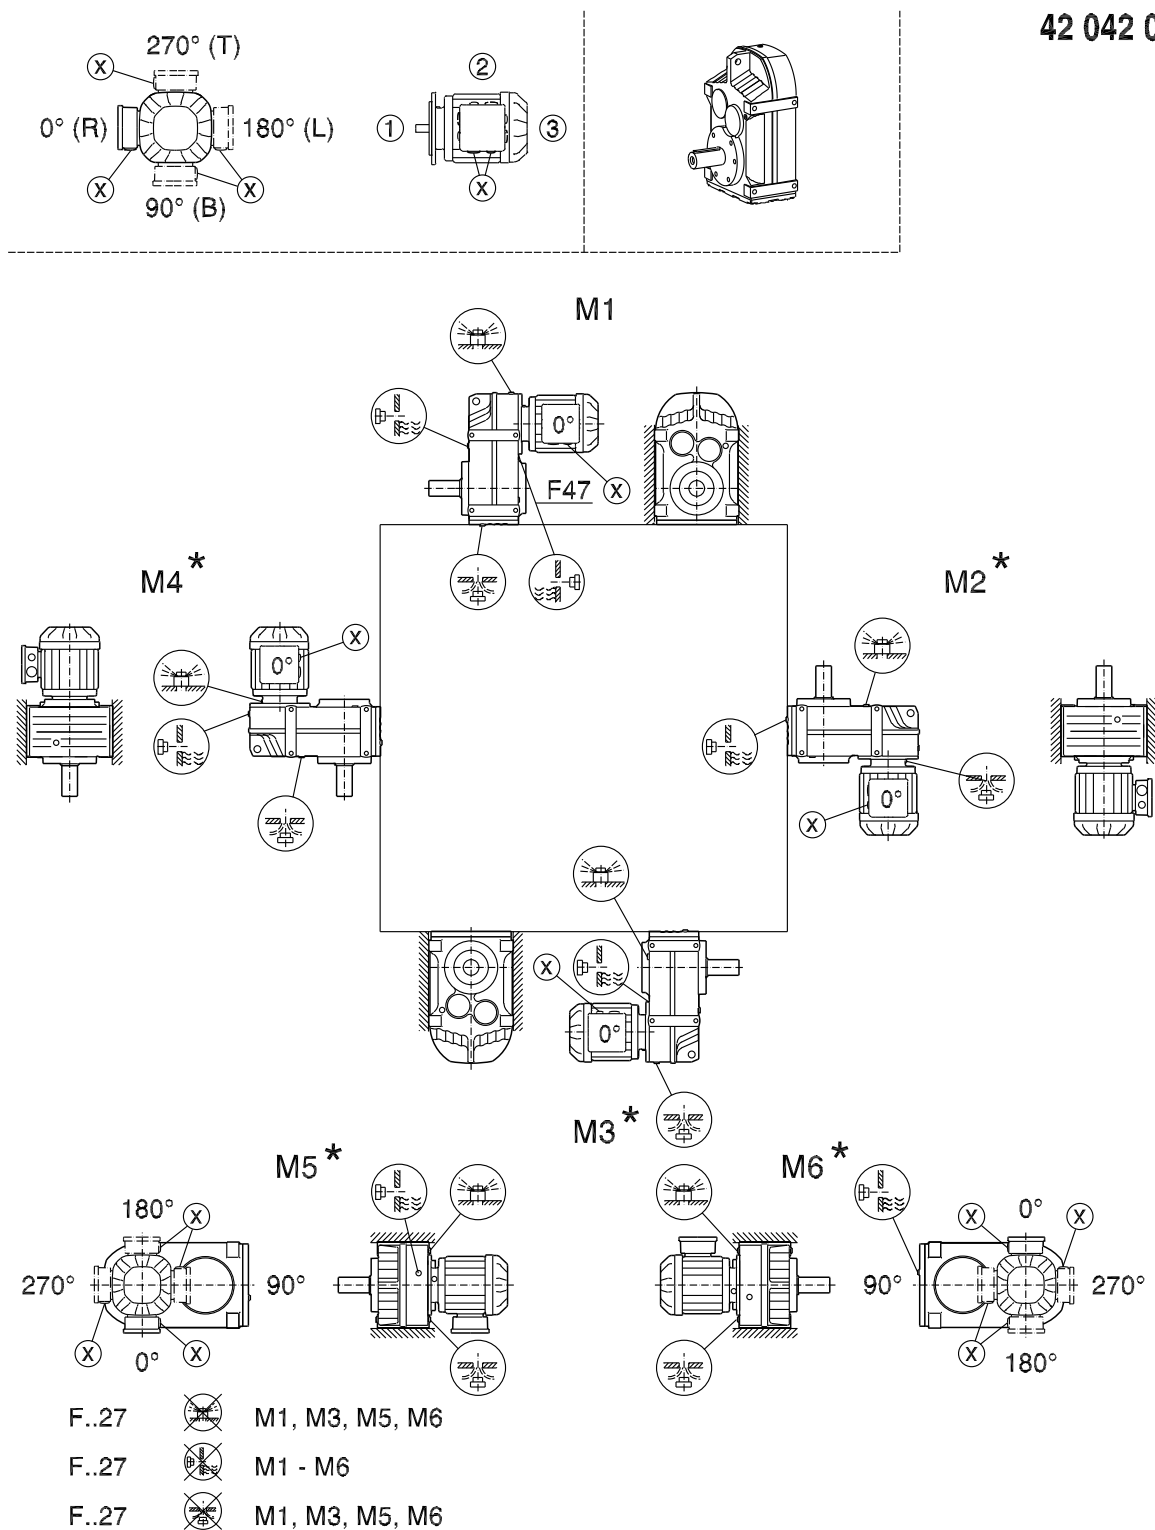 42 042 0
270° (T)
X
2
0° (R)
180° (L)
1
3
X
X
X
90° (B)
M1
0°
F47
X
M4*
M2*
X
0°
0°
X
X
0°
M3*
M5*
M6*
180°
X
X
0°
X
270°
90°
90°
270°
X
0°
X
X
180°
F..27
M1, M3, M5, M6
F..27
M1 - M6
F..27
M1, M3, M5, M6